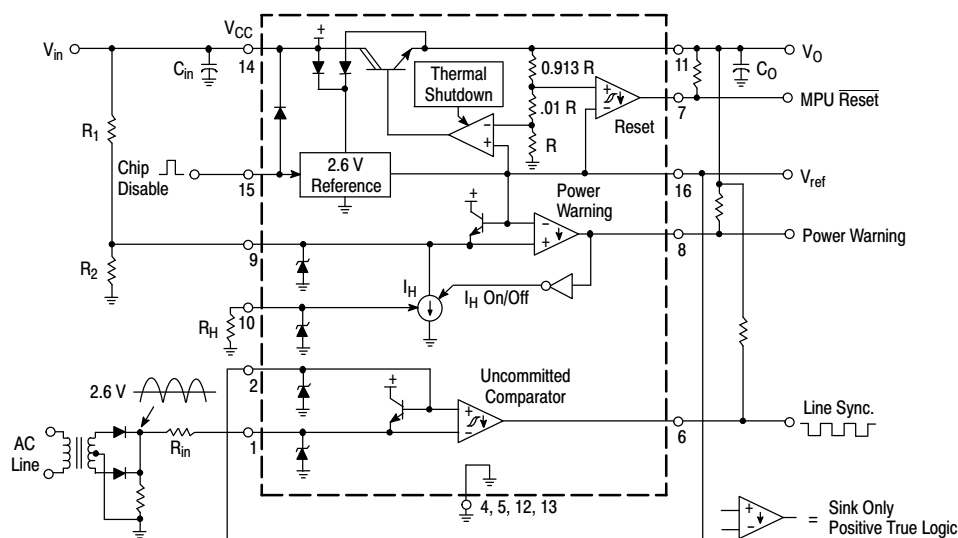 V_in
C_in
V_CC
14
+
Thermal
Shutdown
0.913 R
.01 R
R
+
−
Reset
11
C_O
V_O
7
MPU R̅e̅s̅e̅t̅
R_1
Chip
Disable
15
2.6 V
Reference
−
+
16
V_ref
Power
Warning
+
−
+
8
Power Warning
R_2
9
I_H
I_H On/Off
R_H
10
2
2.6 V
+
Uncommitted
Comparator
+
−
6
Line Sync.
AC
Line
R_in
1
4, 5, 12, 13
+
−
= Sink Only
Positive True Logic